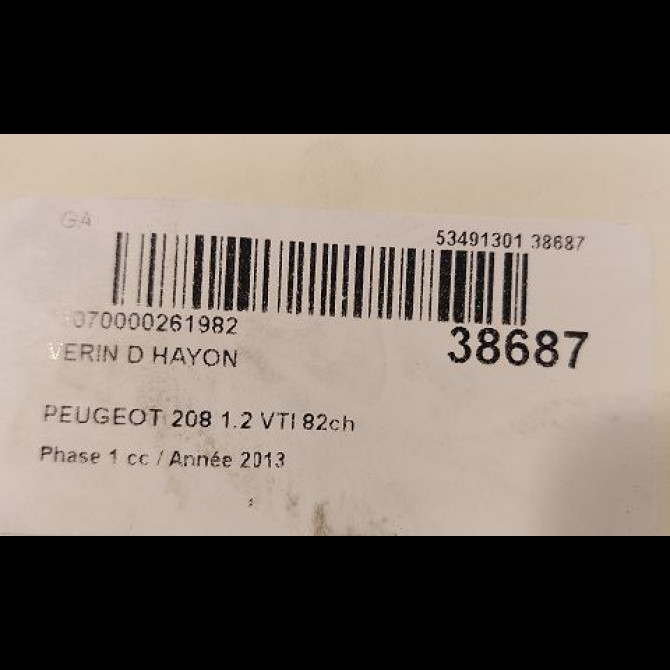 GA
53491301 38687
070000261982
38687
VERIN D HAYON
PEUGEOT 208 1.2 VTI 82ch
Phase 1 cc / Année 2013